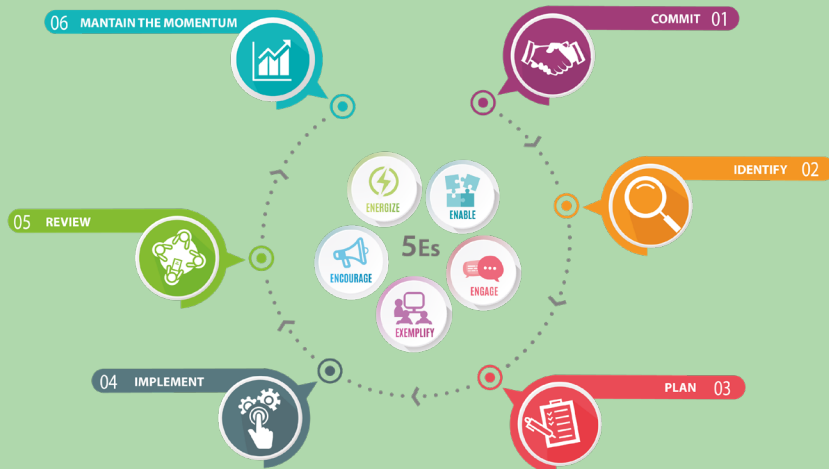 06 MANTAIN THE MOMENTUM
COMMIT 01
IDENTIFY 02
ENERGIZE
ENABLE
05 REVIEW
5Es
ENCOURAGE
ENGAGE
EXEMPLIFY
04 IMPLEMENT
PLAN 03